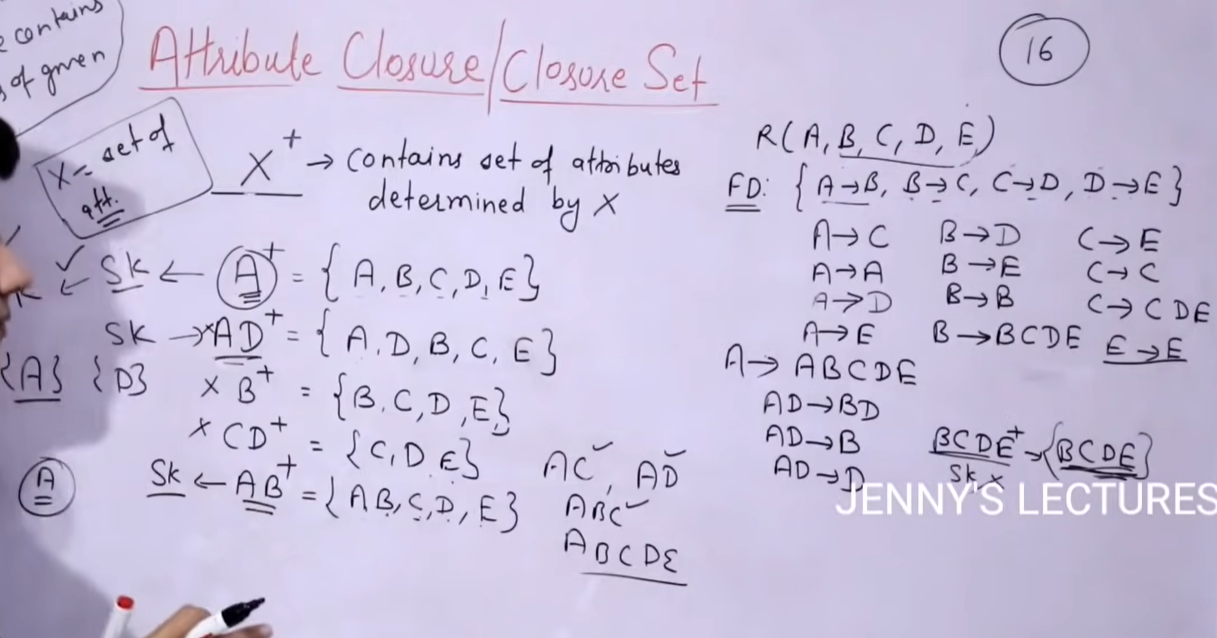 contains
of given
Attribute Closure/Closure Set
16
X = set of att.
X⁺ → contains set of attributes
determined by X
R(A, B, C, D, E)
FD: { A→B, B→C, C→D, D→E }
A→C B→D C→E
A→A B→E C→C
A→D B→B C→CDE
A→E B→BCDE E→E
A→ABCDE
AD→BD
AD→B
AD→D
BCDE⁺→{BCDE}
SK x
✓ SK ← A⁺ = { A, B, C, D, E }
SK → x AD⁺ = { A, D, B, C, E }
{A} {D} x B⁺ = { B, C, D, E }
x CD⁺ = { C, D, E }
A SK ← AB⁺ = { AB, C, D, E }
AC✓, AD✓
ABC✓
ABCDE
JENNY'S LECTURES